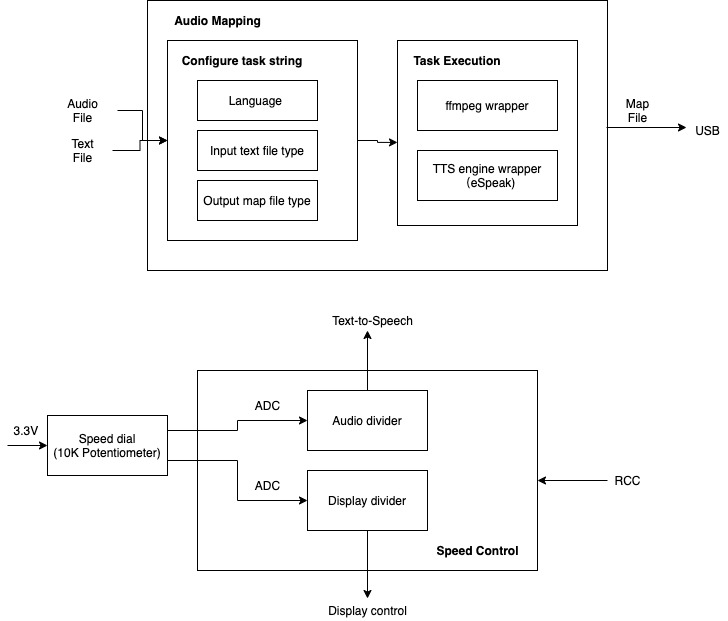 Audio Mapping
Configure task string
Language
Input text file type
Output map file type
Task Execution
ffmpeg wrapper
TTS engine wrapper
(eSpeak)
Audio
File
Text
File
Map
File
USB
Text-to-Speech
3.3V
Speed dial
(10K Potentiometer)
ADC
Audio divider
ADC
Display divider
RCC
Speed Control
Display control